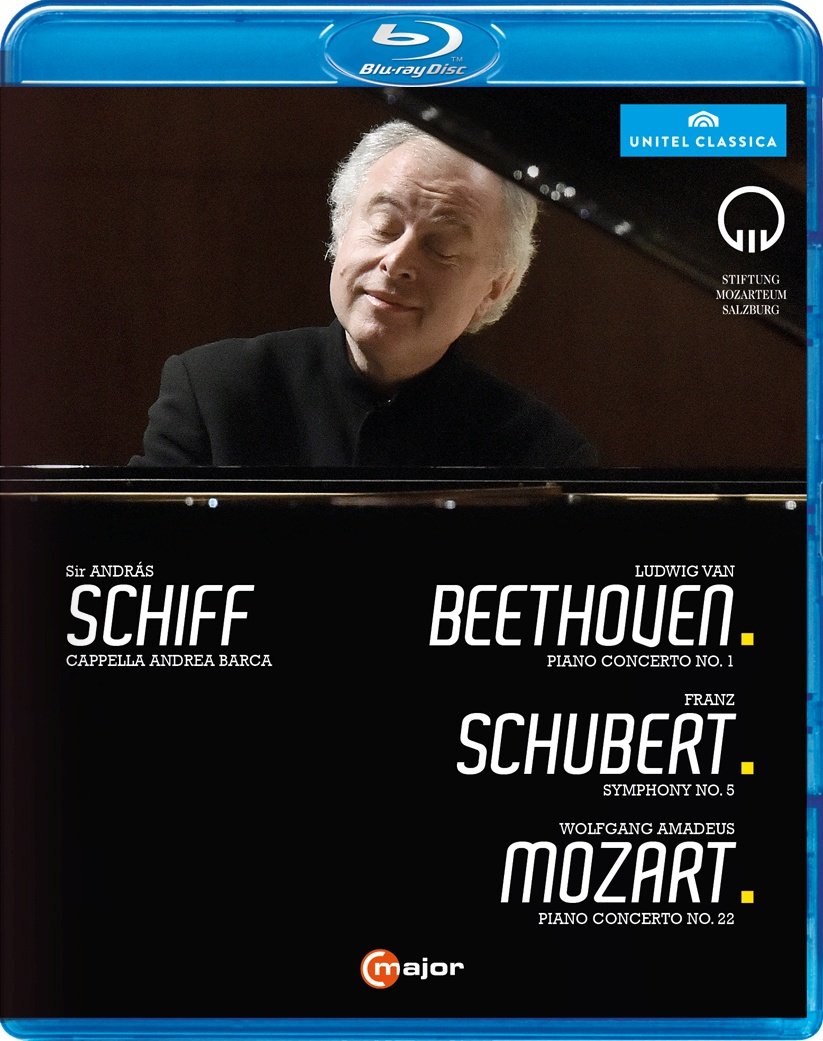 Blu-ray Disc™
UNITEL CLASSICA
STIFTUNG
MOZARTEUM
SALZBURG
Sir ANDRÁS
SCHIFF
CAPPELLA ANDREA BARCA
LUDWIG VAN
BEETHOVEN.
PIANO CONCERTO NO. 1
FRANZ
SCHUBERT.
SYMPHONY NO. 5
WOLFGANG AMADEUS
MOZART.
PIANO CONCERTO NO. 22
C major